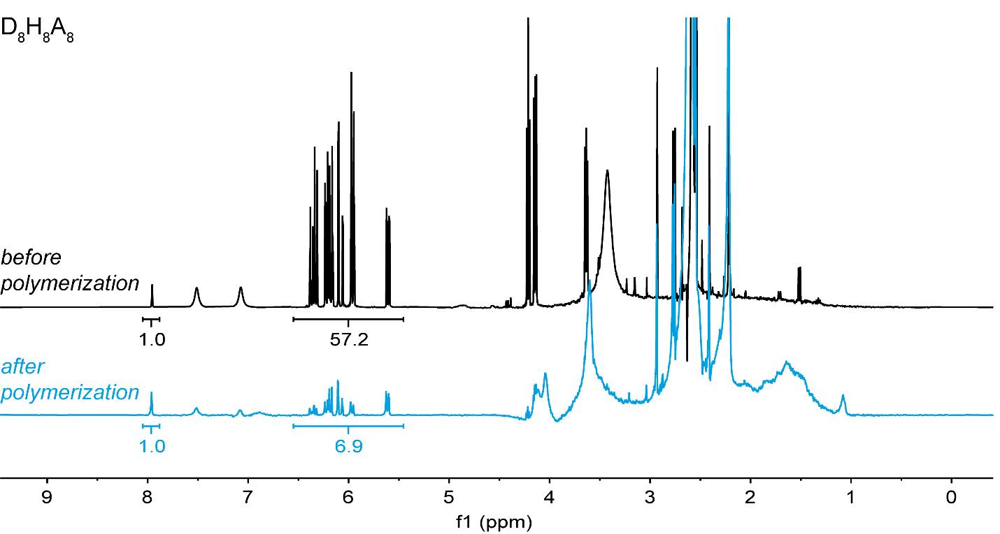 D₈H₈A₈
before
polymerization
1.0 57.2
after
polymerization
1.0 6.9
9 8 7 6 5 4 3 2 1 0
f1 (ppm)